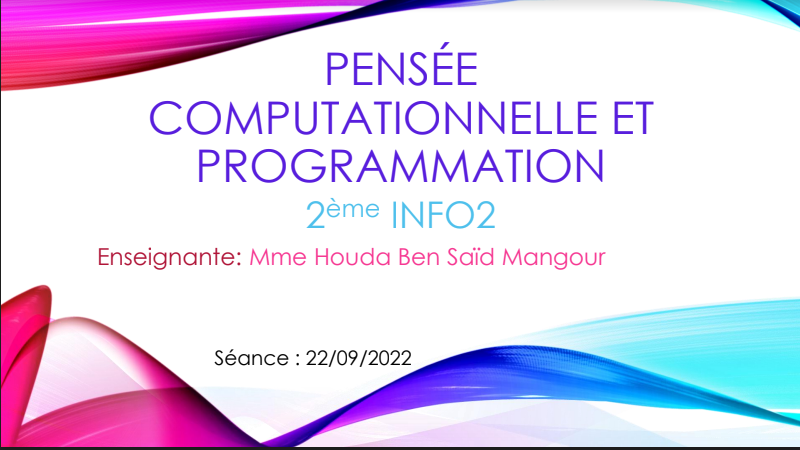 PENSÉE
COMPUTATIONNELLE ET
PROGRAMMATION
2ème INFO2
Enseignante: Mme Houda Ben Saïd Mangour
Séance : 22/09/2022